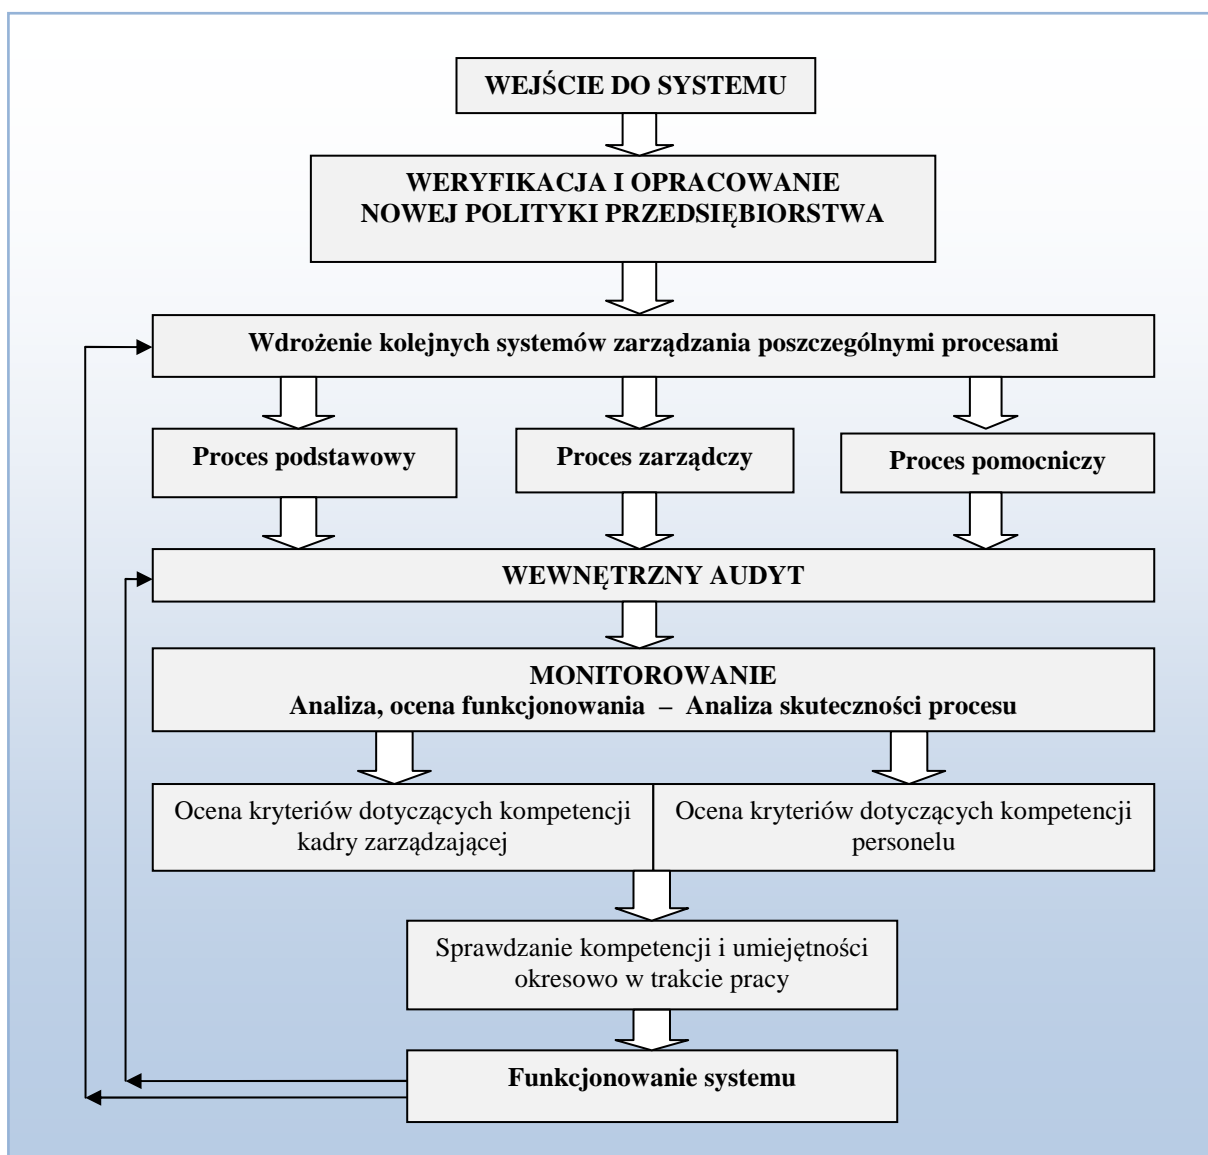 WEJŚCIE DO SYSTEMU
WERYFIKACJA I OPRACOWANIE
NOWEJ POLITYKI PRZEDSIĘBIORSTWA
Wdrożenie kolejnych systemów zarządzania poszczególnymi procesami
Proces podstawowy
Proces zarządczy
Proces pomocniczy
WEWNĘTRZNY AUDYT
MONITOROWANIE
Analiza, ocena funkcjonowania – Analiza skuteczności procesu
Ocena kryteriów dotyczących kompetencji
kadry zarządzającej
Ocena kryteriów dotyczących kompetencji
personelu
Sprawdzanie kompetencji i umiejętności
okresowo w trakcie pracy
Funkcjonowanie systemu